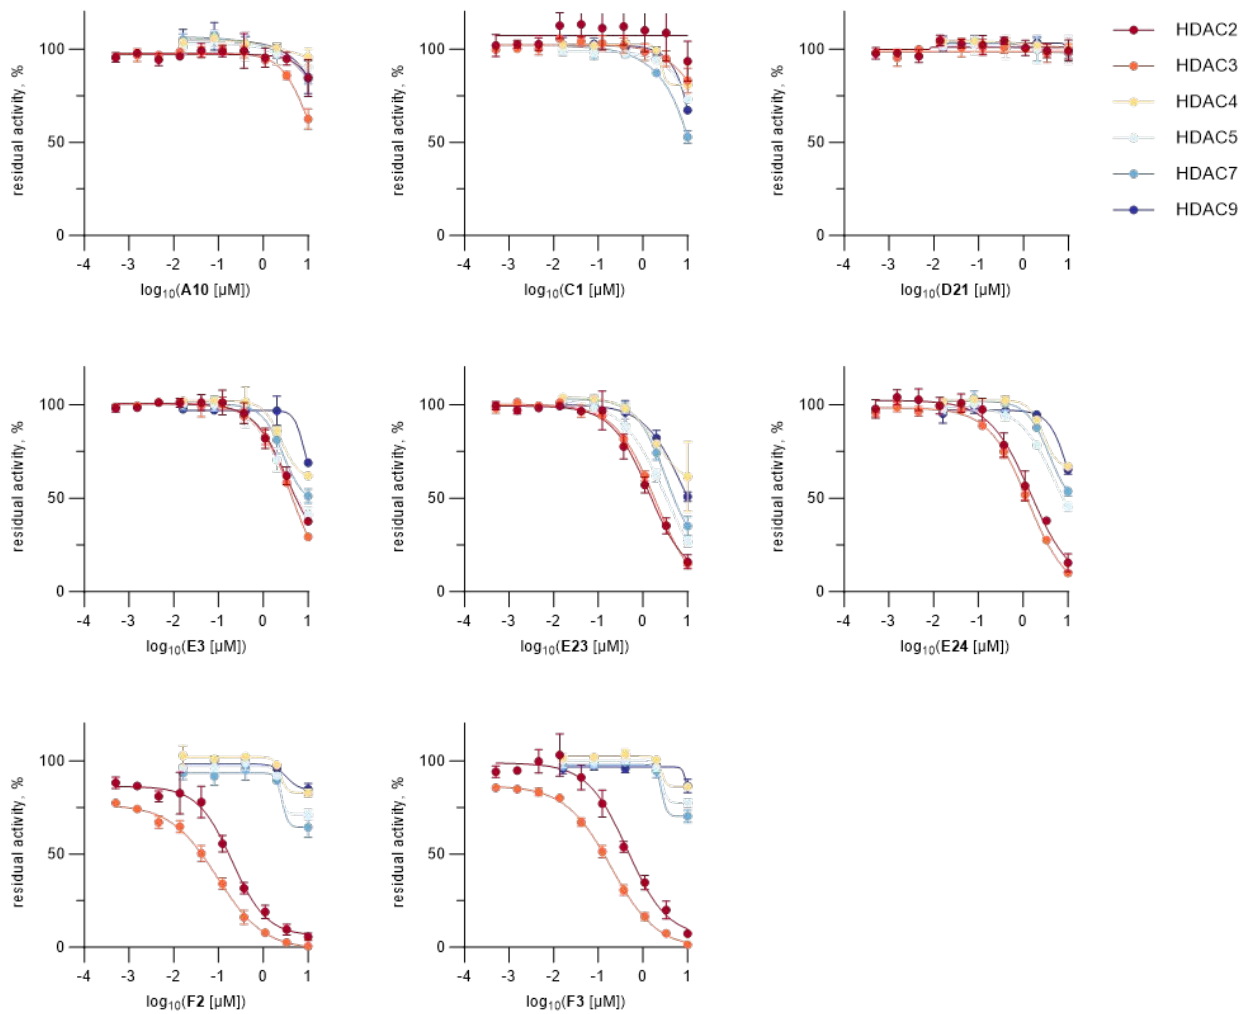 residual activity, %
100
50
0
-4 -3 -2 -1 0 1
log₁₀(A10 [µM])
residual activity, %
100
50
0
-4 -3 -2 -1 0 1
log₁₀(C1 [µM])
residual activity, %
100
50
0
-4 -3 -2 -1 0 1
log₁₀(D21 [µM])
HDAC2
HDAC3
HDAC4
HDAC5
HDAC7
HDAC9
residual activity, %
100
50
0
-4 -3 -2 -1 0 1
log₁₀(E3 [µM])
residual activity, %
100
50
0
-4 -3 -2 -1 0 1
log₁₀(E23 [µM])
residual activity, %
100
50
0
-4 -3 -2 -1 0 1
log₁₀(E24 [µM])
residual activity, %
100
50
0
-4 -3 -2 -1 0 1
log₁₀(F2 [µM])
residual activity, %
100
50
0
-4 -3 -2 -1 0 1
log₁₀(F3 [µM])